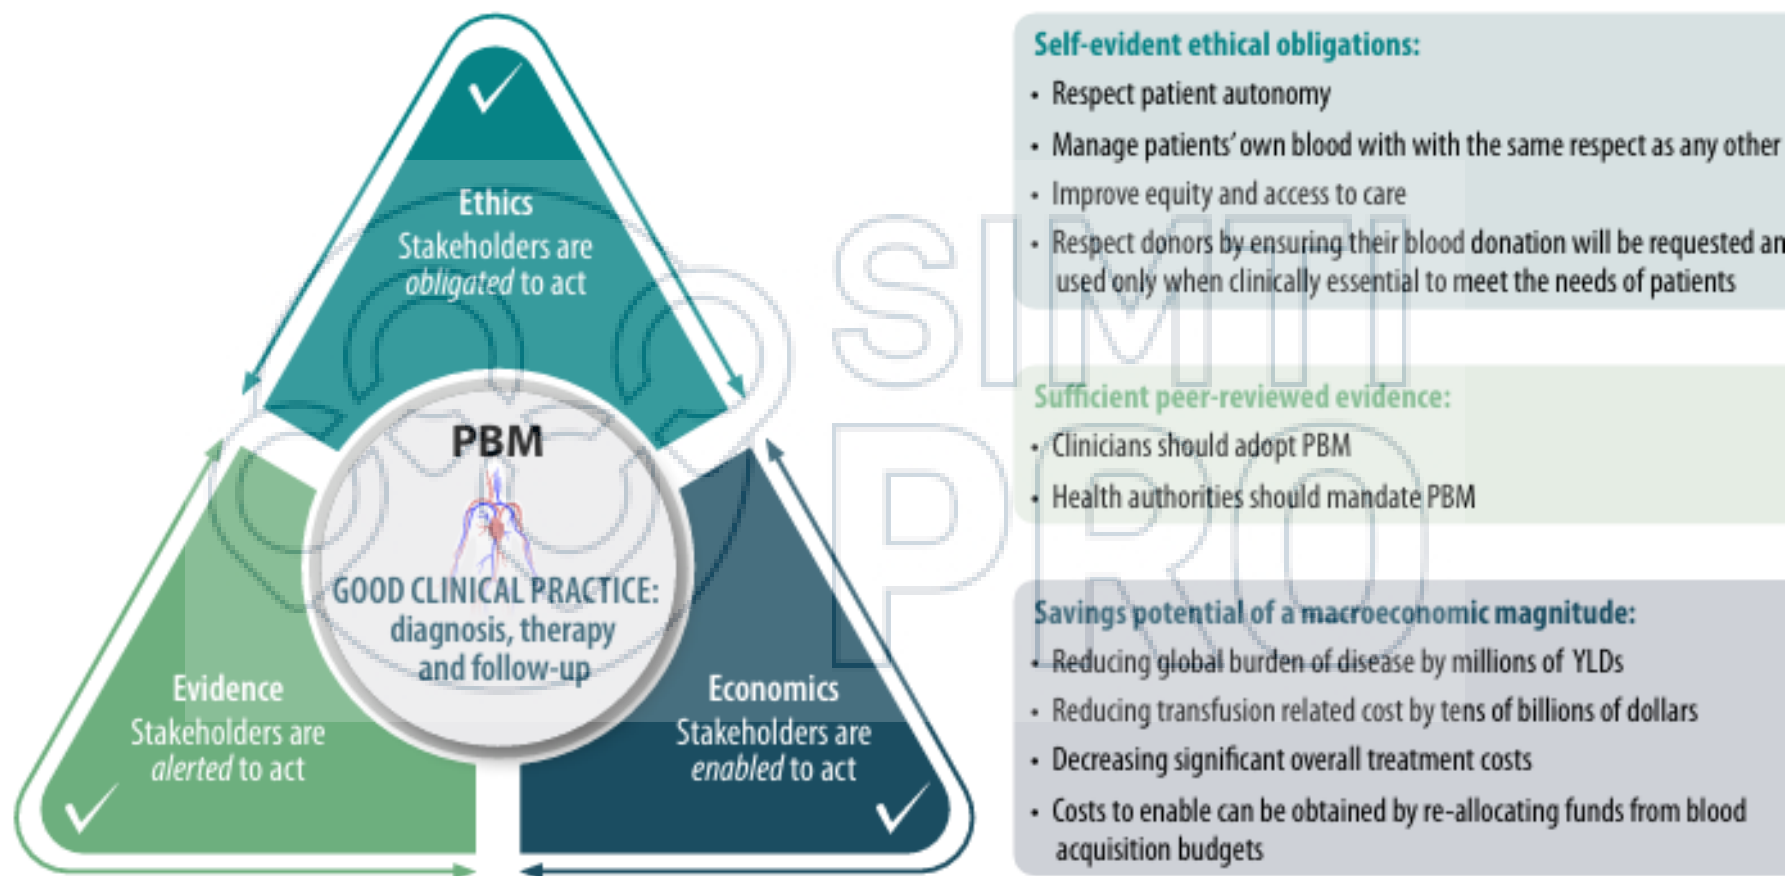 Ethics
Stakeholders are
obligated to act
PBM
GOOD CLINICAL PRACTICE:
diagnosis, therapy
and follow-up
Evidence
Stakeholders are
alerted to act
Economics
Stakeholders are
enabled to act
Self-evident ethical obligations:
• Respect patient autonomy
• Manage patients' own blood with with the same respect as any other
• Improve equity and access to care
• Respect donors by ensuring their blood donation will be requested an
used only when clinically essential to meet the needs of patients
Sufficient peer-reviewed evidence:
• Clinicians should adopt PBM
• Health authorities should mandate PBM
Savings potential of a macroeconomic magnitude:
• Reducing global burden of disease by millions of YLDs
• Reducing transfusion related cost by tens of billions of dollars
• Decreasing significant overall treatment costs
• Costs to enable can be obtained by re-allocating funds from blood
acquisition budgets
SIMTI
PRO